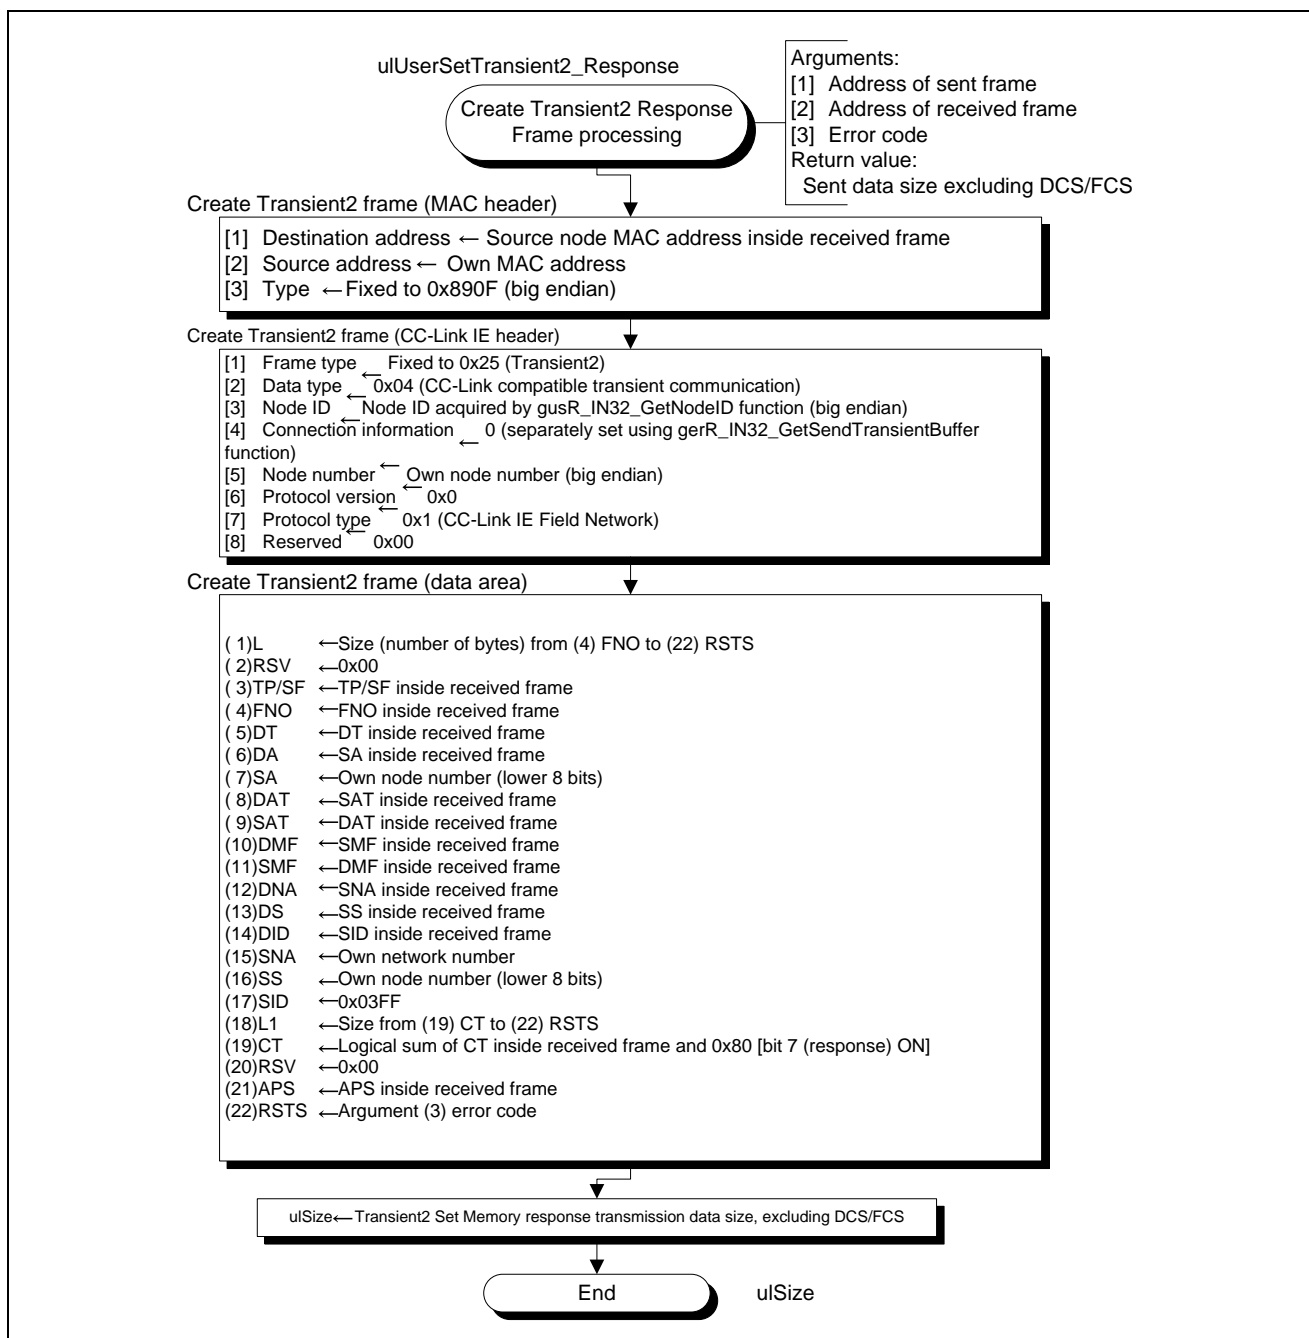 ulUserSetTransient2_Response
Create Transient2 Response
Frame processing
Arguments:
[1] Address of sent frame
[2] Address of received frame
[3] Error code
Return value:
Sent data size excluding DCS/FCS
Create Transient2 frame (MAC header)
[1] Destination address ← Source node MAC address inside received frame
[2] Source address ← Own MAC address
[3] Type ← Fixed to 0x890F (big endian)
Create Transient2 frame (CC-Link IE header)
[1] Frame type ← Fixed to 0x25 (Transient2)
[2] Data type ← 0x04 (CC-Link compatible transient communication)
[3] Node ID ← Node ID acquired by gusR_IN32_GetNodeID function (big endian)
[4] Connection information ← 0 (separately set using gerR_IN32_GetSendTransientBuffer
function)
[5] Node number ← Own node number (big endian)
[6] Protocol version ← 0x0
[7] Protocol type ← 0x1 (CC-Link IE Field Network)
[8] Reserved ← 0x00
Create Transient2 frame (data area)
( 1)L ←Size (number of bytes) from (4) FNO to (22) RSTS
( 2)RSV ←0x00
( 3)TP/SF ←TP/SF inside received frame
( 4)FNO ←FNO inside received frame
( 5)DT ←DT inside received frame
( 6)DA ←SA inside received frame
( 7)SA ←Own node number (lower 8 bits)
( 8)DAT ←SAT inside received frame
( 9)SAT ←DAT inside received frame
(10)DMF ←SMF inside received frame
(11)SMF ←DMF inside received frame
(12)DNA ←SNA inside received frame
(13)DS ←SS inside received frame
(14)DID ←SID inside received frame
(15)SNA ←Own network number
(16)SS ←Own node number (lower 8 bits)
(17)SID ←0x03FF
(18)L1 ←Size from (19) CT to (22) RSTS
(19)CT ←Logical sum of CT inside received frame and 0x80 [bit 7 (response) ON]
(20)RSV ←0x00
(21)APS ←APS inside received frame
(22)RSTS ←Argument (3) error code
ulSize← Transient2 Set Memory response transmission data size, excluding DCS/FCS
End
ulSize